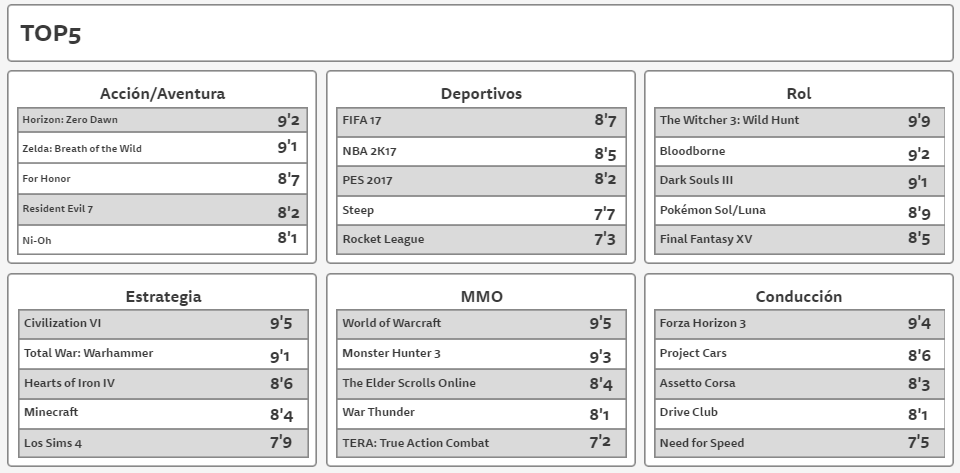 TOP5
Acción/Aventura
Horizon: Zero Dawn 9'2
Zelda: Breath of the Wild 9'1
For Honor 8'7
Resident Evil 7 8'2
Ni-Oh 8'1
Deportivos
FIFA 17 8'7
NBA 2K17 8'5
PES 2017 8'2
Steep 7'7
Rocket League 7'3
Rol
The Witcher 3: Wild Hunt 9'9
Bloodborne 9'2
Dark Souls III 9'1
Pokémon Sol/Luna 8'9
Final Fantasy XV 8'5
Estrategia
Civilization VI 9'5
Total War: Warhammer 9'1
Hearts of Iron IV 8'6
Minecraft 8'4
Los Sims 4 7'9
MMO
World of Warcraft 9'5
Monster Hunter 3 9'3
The Elder Scrolls Online 8'4
War Thunder 8'1
TERA: True Action Combat 7'2
Conducción
Forza Horizon 3 9'4
Project Cars 8'6
Assetto Corsa 8'3
Drive Club 8'1
Need for Speed 7'5